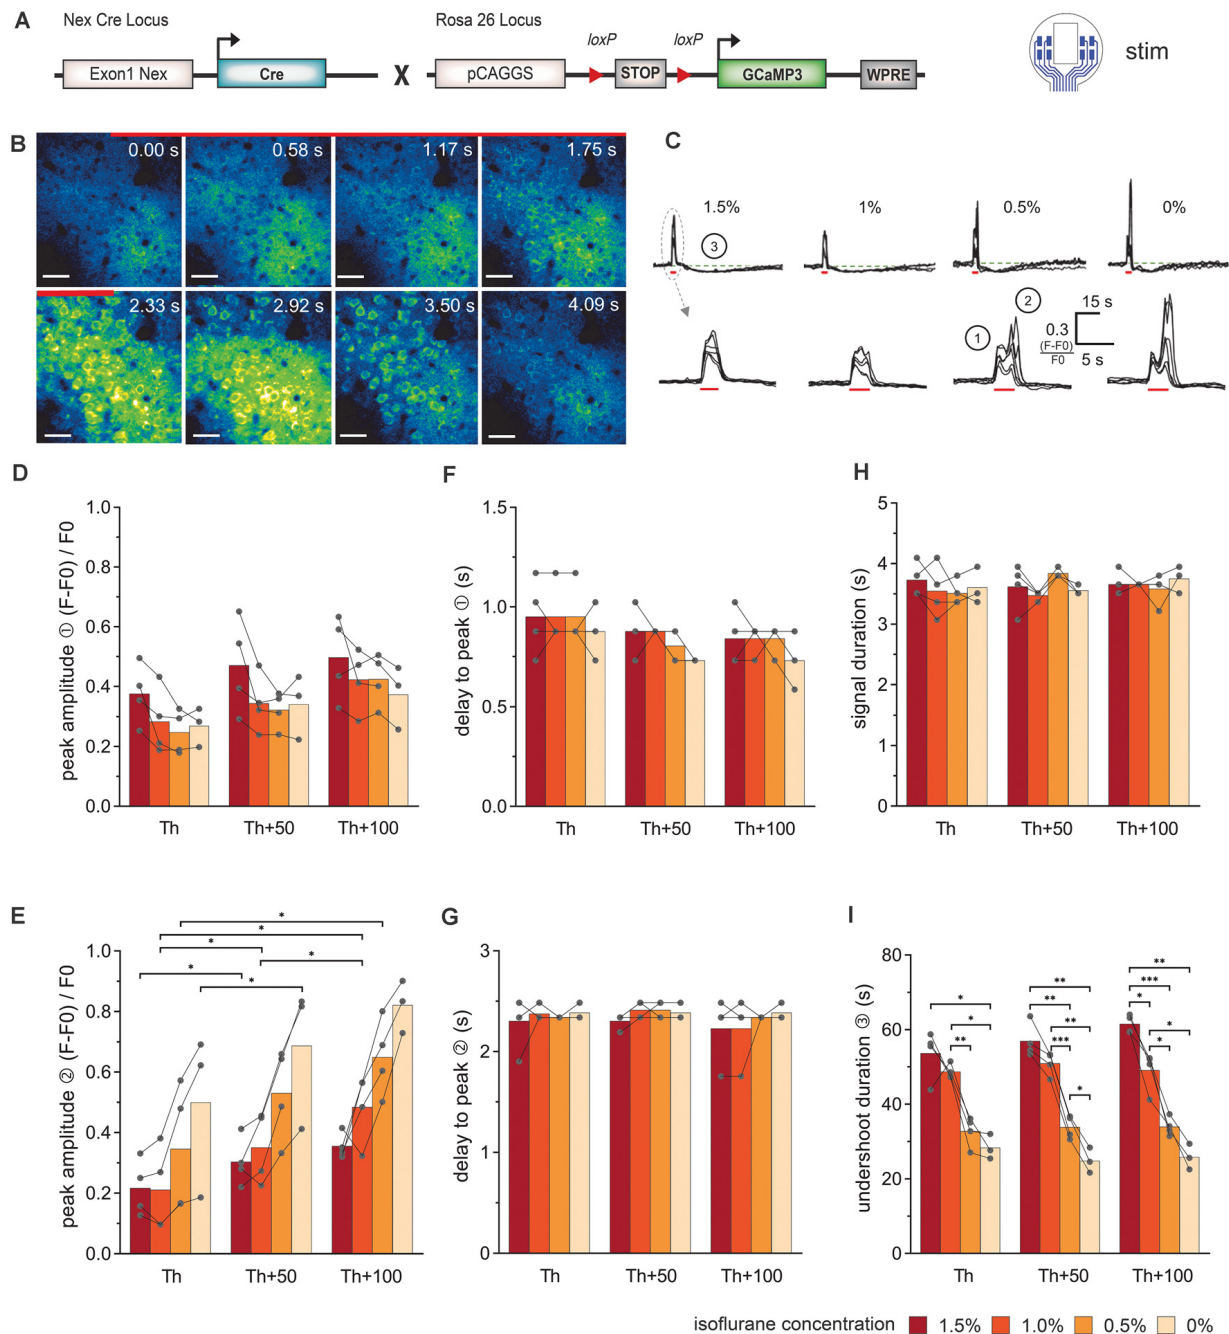 A
Nex Cre Locus
Rosa 26 Locus
loxP
loxP
Exon1 Nex
Cre
X
pCAGGS
STOP
GCaMP3
WPRE
stim
B
0.00 s
0.58 s
1.17 s
1.75 s
2.33 s
2.92 s
3.50 s
4.09 s
C
1.5%
1%
0.5%
0%
③
①
②
15 s
0.3
(F-F0)
F0
5 s
D
peak amplitude ① (F-F0) / F0
1.0
0.8
0.6
0.4
0.2
0.0
Th
Th+50
Th+100
F
delay to peak ① (s)
1.5
1.0
0.5
0.0
Th
Th+50
Th+100
H
signal duration (s)
5
4
3
2
1
0
Th
Th+50
Th+100
E
peak amplitude ② (F-F0) / F0
1.0
0.8
0.6
0.4
0.2
0.0
*
*
*
*
*
*
Th
Th+50
Th+100
G
delay to peak ② (s)
3
2
1
0
Th
Th+50
Th+100
I
undershoot duration ③ (s)
80
60
40
20
0
*
*
**
**
**
**
***
*
**
***
*
*
*
Th
Th+50
Th+100
isoflurane concentration 1.5% 1.0% 0.5% 0%